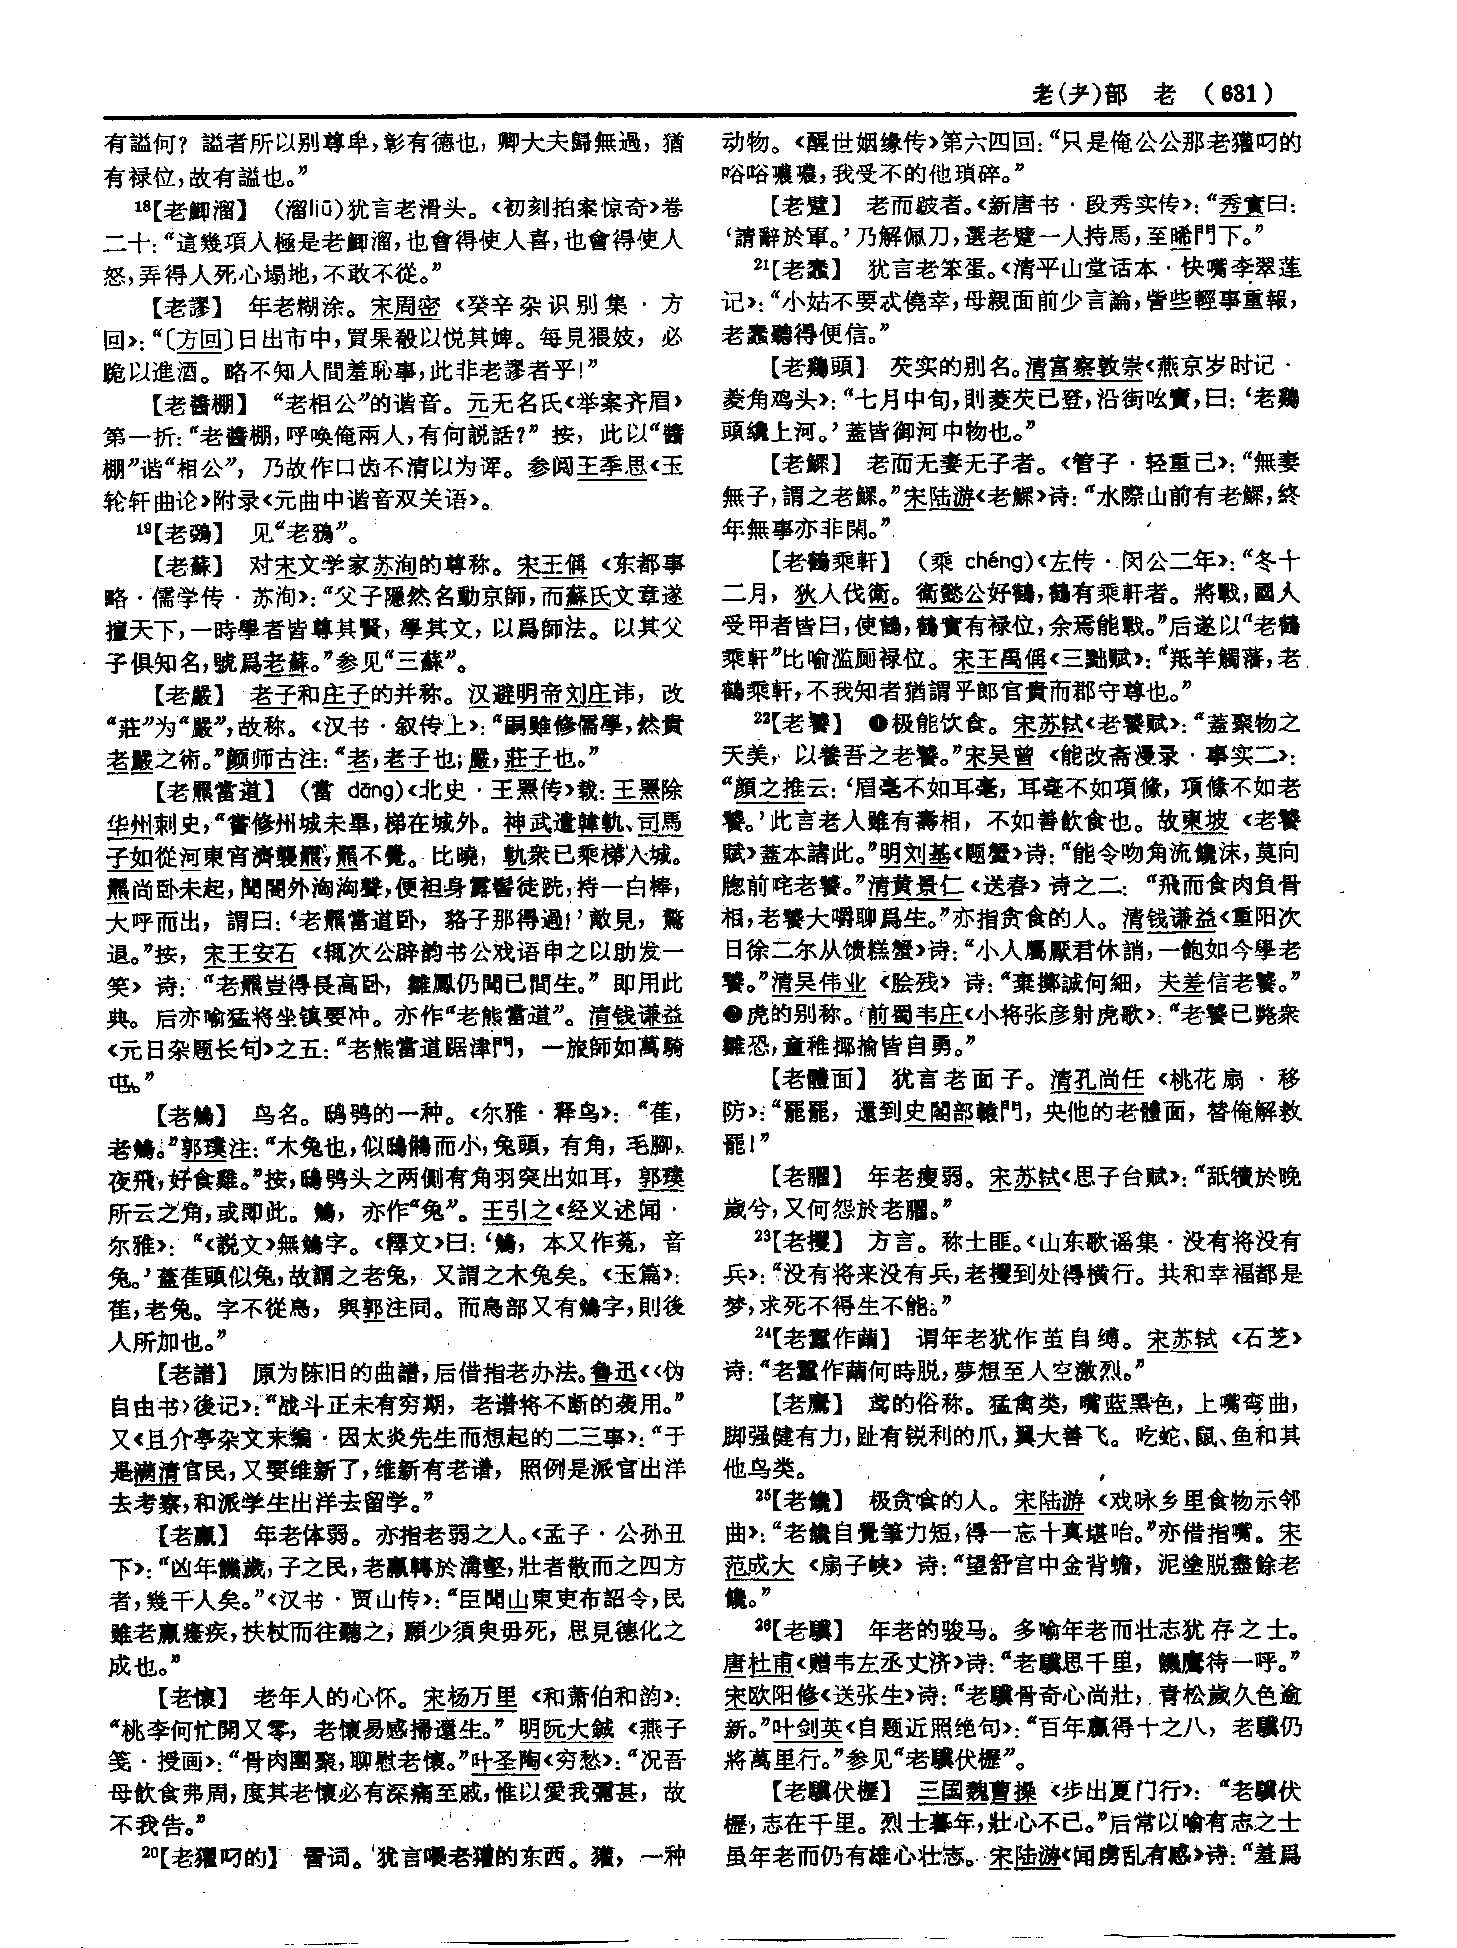 老(耂)部　老　(631)
有謚何？謚者所以别尊卑，彰有德也，卿大夫歸無過，猶
有禄位，故有謚也。”
18【老鯽溜】　(溜liū)犹言老滑头。《初刻拍案惊奇》卷
二十：“這幾項人極是老鯽溜，也會得使人喜，也會得使人
怒，弄得人死心塌地，不敢不從。”
【老謬】　年老糊涂。宋周密《癸辛杂识别集·方
回》：“〔方回〕日出市中，買果殽以悦其婢。每見猥妓，必
跪以進酒。略不知人間羞恥事，此非老謬者乎！”
【老醬棚】　“老相公”的谐音。元无名氏《举案齐眉》
第一折：“老醬棚，呼唤俺兩人，有何説話？”按，此以“醬
棚”谐“相公”，乃故作口齿不清以为诨。参阅王季思《玉
轮轩曲论》附录《元曲中谐音双关语》。
19【老鵶】　见“老鴉”。
【老蘇】　对宋文学家苏洵的尊称。宋王偁《东都事
略·儒学传·苏洵》：“父子隱然名動京師，而蘇氏文章遂
擅天下，一時學者皆尊其賢，學其文，以爲師法。以其父
子俱知名，號爲老蘇。”参见“三蘇”。
【老嚴】　老子和庄子的并称。汉避明帝刘庄讳，改
“莊”为“嚴”，故称。《汉书·叙传上》：“嗣雖修儒學，然貴
老嚴之術。”颜师古注：“老，老子也；嚴，莊子也。”
【老羆當道】　(當 dāng)《北史·王羆传》载：王羆除
华州刺史，“嘗修州城未畢，梯在城外。神武遣韓軌、司馬
子如從河東宵濟襲羆，羆不覺。比曉，軌衆已乘梯入城。
羆尚卧未起，聞閤外洶洶聲，便袒身露髻徒跣，持一白棒，
大呼而出，謂曰：‘老羆當道卧，貉子那得過！’敵見，驚
退。”按，宋王安石《辄次公辟韵书公戏语申之以助发一
笑》诗：“老羆豈得長高卧，雛鳳仍聞已間生。”即用此
典。后亦喻猛将坐镇要冲。亦作“老熊當道”。清钱谦益
《元日杂题长句》之五：“老熊當道踞津門，一旅師如萬騎
屯。”
【老鵵】　鸟名。鴟鸮的一种。《尔雅·释鸟》：“萑，
老鵵。”郭璞注：“木兔也，似鴟鵂而小，兔頭，有角，毛脚，
夜飛，好食雞。”按，鴟鸮头之两侧有角羽突出如耳，郭璞
所云之角，或即此。鵵，亦作“兔”。王引之《经义述闻·
尔雅》：“《説文》無鵵字。《釋文》曰：‘鵵，本又作菟，音
兔。’蓋萑頭似兔，故謂之老兔，又謂之木兔矣。《玉篇》：
萑，老兔。字不從鳥，與郭注同。而鳥部又有鵵字，則後
人所加也。”
【老譜】　原为陈旧的曲譜，后借指老办法。鲁迅《〈伪
自由书〉後记》：“战斗正未有穷期，老谱将不断的袭用。”
又《且介亭杂文末编·因太炎先生而想起的二三事》：“于
是满清官民，又要维新了，维新有老谱，照例是派官出洋
去考察，和派学生出洋去留学。”
【老羸】　年老体弱。亦指老弱之人。《孟子·公孙丑
下》：“凶年饑歲，子之民，老羸轉於溝壑，壯者散而之四方
者，幾千人矣。”《汉书·贾山传》：“臣聞山東吏布詔令，民
雖老羸癃疾，扶杖而往聽之，願少須臾毋死，思見德化之
成也。”
【老懷】　老年人的心怀。宋杨万里《和萧伯和韵》：
“桃李何忙開又零，老懷易感掃還生。”明阮大鋮《燕子
笺·授画》：“骨肉團聚，聊慰老懷。”叶圣陶《穷愁》：“况吾
母飲食弗周，度其老懷必有深痛至戚，惟以愛我彌甚，故
不我告。”
20【老獾叼的】　詈词。犹言喂老獾的东西。獾，一种
动物。《醒世姻缘传》第六四回：“只是俺公公那老獾叼的
咯咯噥噥，我受不的他琐碎。”
【老躄】　老而跛者。《新唐书·段秀实传》：“秀實曰：
‘請辭於軍。’乃解佩刀，選老躄一人持馬，至晞門下。”
21【老蠢】　犹言老笨蛋。《清平山堂话本·快嘴李翠莲
记》：“小姑不要忒僥幸，母親面前少言論，訾些輕事重報，
老蠢聽得便信。”
【老鷄頭】　芡实的别名。清富察敦崇《燕京岁时记·
菱角鸡头》：“七月中旬，則菱芡已登，沿街吆賣，曰：‘老鷄
頭纔上河。’蓋皆御河中物也。”
【老鰥】　老而无妻无子者。《管子·轻重己》：“無妻
無子，謂之老鰥。”宋陆游《老鰥》诗：“水際山前有老鰥，終
年無事亦非閑。”
【老鶴乘軒】　(乘 chéng)《左传·闵公二年》：“冬十
二月，狄人伐衛。衞懿公好鶴，鶴有乘軒者。將戰，國人
受甲者皆曰，使鶴，鶴實有禄位，余焉能戰。”后遂以“老鶴
乘軒”比喻滥厕禄位。宋王禹偁《三黜赋》：“羝羊觸藩，老
鶴乘軒，不我知者猶謂乎郎官貴而郡守尊也。”
22【老饕】　❶极能饮食。宋苏轼《老饕赋》：“蓋聚物之
天美，以養吾之老饕。”宋吴曾《能改斋漫录·事实二》：
“顔之推云：‘眉毫不如耳毫，耳毫不如項絛，項絛不如老
饕。’此言老人雖有壽相，不如善飲食也。故東坡《老饕
賦》蓋本諸此。”明刘基《题蟹》诗：“能令吻角流饞沫，莫向
牕前咤老饕。”清黄景仁《送春》诗之二：“飛而食肉負骨
相，老饕大嚼聊爲生。”亦指贪食的人。清钱谦益《重阳次
日徐二尔从馈糕蟹》诗：“小人屬厭君休誚，一飽如今學老
饕。”清吴伟业《脍残》诗：“棄擲誠何細，夫差信老饕。”
❷虎的别称。前蜀韦庄《小将张彦射虎歌》：“老饕已斃衆
雛恐，童稚揶揄皆自勇。”
【老體面】　犹言老面子。清孔尚任《桃花扇·移
防》：“罷罷，還到史閣部轅門，央他的老體面，替俺解救
罷！”
【老臞】　年老瘦弱。宋苏轼《思子台赋》：“舐犢於晚
歲兮，又何怨於老臞。”
23【老攫】　方言。称土匪。《山东歌谣集·没有将没有
兵》：“没有将来没有兵，老攫到处得横行。共和幸福都是
梦，求死不得生不能。”
24【老蠶作繭】　谓年老犹作茧自缚。宋苏轼《石芝》
诗：“老蠶作繭何時脱，夢想至人空激烈。”
【老鷹】　鸢的俗称。猛禽类，嘴蓝黑色，上嘴弯曲，
脚强健有力，趾有锐利的爪，翼大善飞。吃蛇、鼠、鱼和其
他鸟类。
25【老饞】　极贪食的人。宋陆游《戏咏乡里食物示邻
曲》：“老饞自覺筆力短，得一忘十真堪咍。”亦借指嘴。宋
范成大《扇子峡》诗：“望舒宫中金背蟾，泥塗脱盡餘老
饞。”
26【老驥】　年老的骏马。多喻年老而壮志犹存之士。
唐杜甫《赠韦左丞丈济》诗：“老驥思千里，饑鷹待一呼。”
宋欧阳修《送张生》诗：“老驥骨奇心尚壯，青松歲久色逾
新。”叶剑英《自题近照绝句》：“百年赢得十之八，老驥仍
將萬里行。”参见“老驥伏櫪”。
【老驥伏櫪】　三国魏曹操《步出夏门行》：“老驥伏
櫪，志在千里。烈士暮年，壯心不已。”后常以喻有志之士
虽年老而仍有雄心壮志。宋陆游《闻虏乱有感》诗：“羞爲